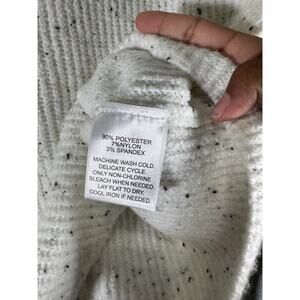 90% POLYESTER
7%NYLON
3% SPANDEX
MACHINE WASH COLD.
DELICATE CYCLE.
ONLY NON-CHLORINE
BLEACH WHEN NEEDED.
LAY FLAT TO DRY.
COOL IRON IF NEEDED.